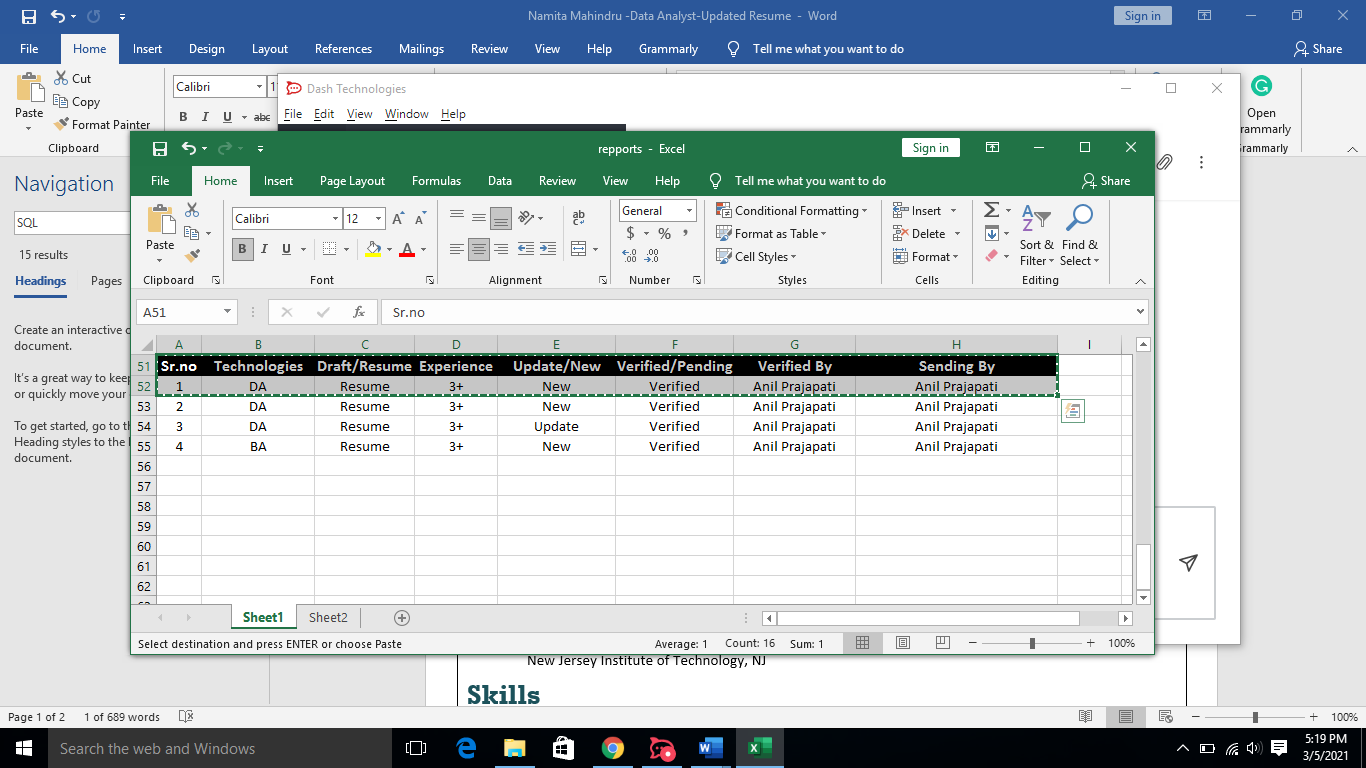 Namita Mahindru -Data Analyst-Updated Resume - Word
Sign in
File Home Insert Design Layout References Mailings Review View Help Grammarly Tell me what you want to do Share
Paste
Cut
Copy
Format Painter
Clipboard
Calibri
B I U abc
Open
Dash Technologies
File Edit View Window Help
Navigation
SQL
15 results
Headings Pages
Create an interactive
document.
It's a great way to
or quickly move your
To get started, go to
Heading styles to the
document.
repports - Excel
Sign in
File Home Insert Page Layout Formulas Data Review View Help Tell me what you want to do Share
Paste
Clipboard
Calibri 12
B I U
Font
ab
Alignment
General
$ % ,
Number
Conditional Formatting
Format as Table
Cell Styles
Styles
Insert
Delete
Format
Cells
Sort & Filter
Find & Select
Editing
A51 fx Sr.no
A B C D E F G H I
51 Sr.no Technologies Draft/Resume Experience Update/New Verified/Pending Verified By Sending By
52 1 DA Resume 3+ New Verified Anil Prajapati Anil Prajapati
53 2 DA Resume 3+ New Verified Anil Prajapati Anil Prajapati
54 3 DA Resume 3+ Update Verified Anil Prajapati Anil Prajapati
55 4 BA Resume 3+ New Verified Anil Prajapati Anil Prajapati
56
57
58
59
60
61
62
Sheet1 Sheet2
Select destination and press ENTER or choose Paste Average: 1 Count: 16 Sum: 1 100%
New Jersey Institute of Technology, NJ
Skills
Page 1 of 2 1 of 689 words 100%
Search the web and Windows
5:19 PM
3/5/2021